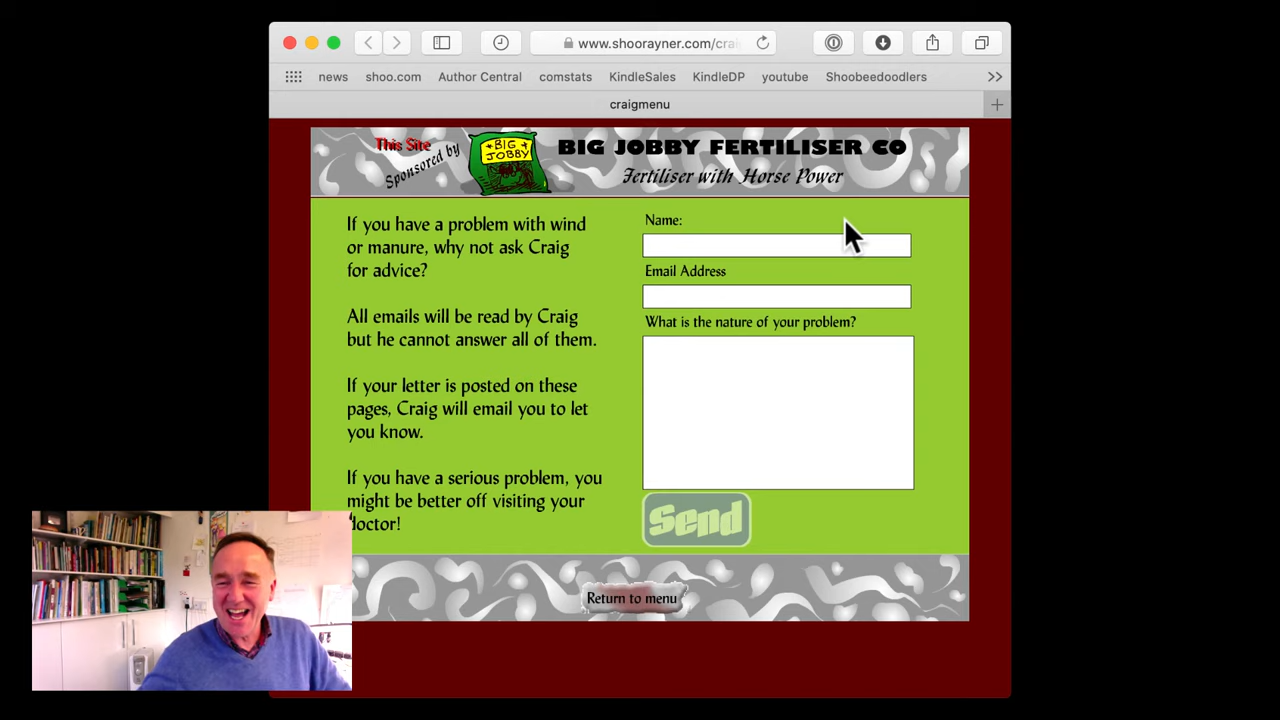 www.shoorayner.com/crai
news shoo.com Author Central comstats KindleSales KindleDP youtube Shoobeedoodlers
craigmenu
This Site
Sponsored by
BIG
JOBBY
BIG JOBBY FERTILISER CO
Fertiliser with Horse Power
If you have a problem with wind
or manure, why not ask Craig
for advice?
All emails will be read by Craig
but he cannot answer all of them.
If your letter is posted on these
pages, Craig will email you to let
you know.
If you have a serious problem, you
might be better off visiting your
doctor!
Name:
Email Address
What is the nature of your problem?
Send
Return to menu